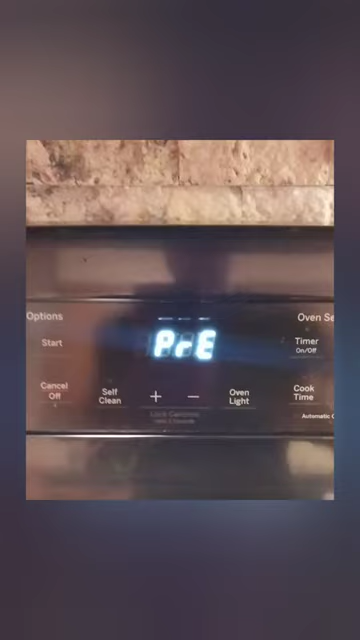 Options
Oven Se
PrE
Start
Timer
On/Off
Cancel
Off
Self
Clean
+
−
Oven
Light
Cook
Time
Lock Controls
Automatic